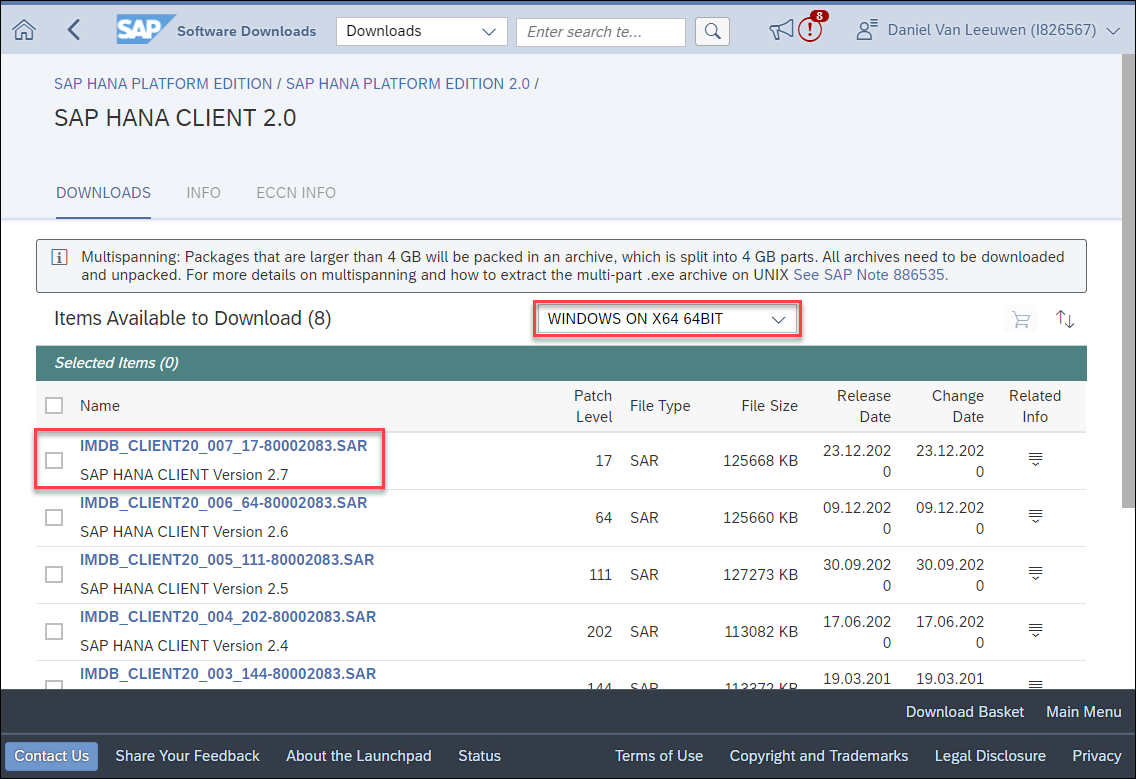 SAP Software Downloads Downloads Enter search te... 8 Daniel Van Leeuwen (I826567)
SAP HANA PLATFORM EDITION / SAP HANA PLATFORM EDITION 2.0 /
SAP HANA CLIENT 2.0
DOWNLOADS INFO ECCN INFO
Multispanning: Packages that are larger than 4 GB will be packed in an archive, which is split into 4 GB parts. All archives need to be downloaded
and unpacked. For more details on multispanning and how to extract the multi-part .exe archive on UNIX See SAP Note 886535.
Items Available to Download (8) WINDOWS ON X64 64BIT
Selected Items (0)
Name Patch Level File Type File Size Release Date Change Date Related Info
IMDB_CLIENT20_007_17-80002083.SAR
SAP HANA CLIENT Version 2.7
17 SAR 125668 KB 23.12.2020 23.12.2020
IMDB_CLIENT20_006_64-80002083.SAR
SAP HANA CLIENT Version 2.6
64 SAR 125660 KB 09.12.2020 09.12.2020
IMDB_CLIENT20_005_111-80002083.SAR
SAP HANA CLIENT Version 2.5
111 SAR 127273 KB 30.09.2020 30.09.2020
IMDB_CLIENT20_004_202-80002083.SAR
SAP HANA CLIENT Version 2.4
202 SAR 113082 KB 17.06.2020 17.06.2020
IMDB_CLIENT20_003_144-80002083.SAR
144 SAR 113372 KB 19.03.201 19.03.201
Download Basket Main Menu
Contact Us Share Your Feedback About the Launchpad Status Terms of Use Copyright and Trademarks Legal Disclosure Privacy